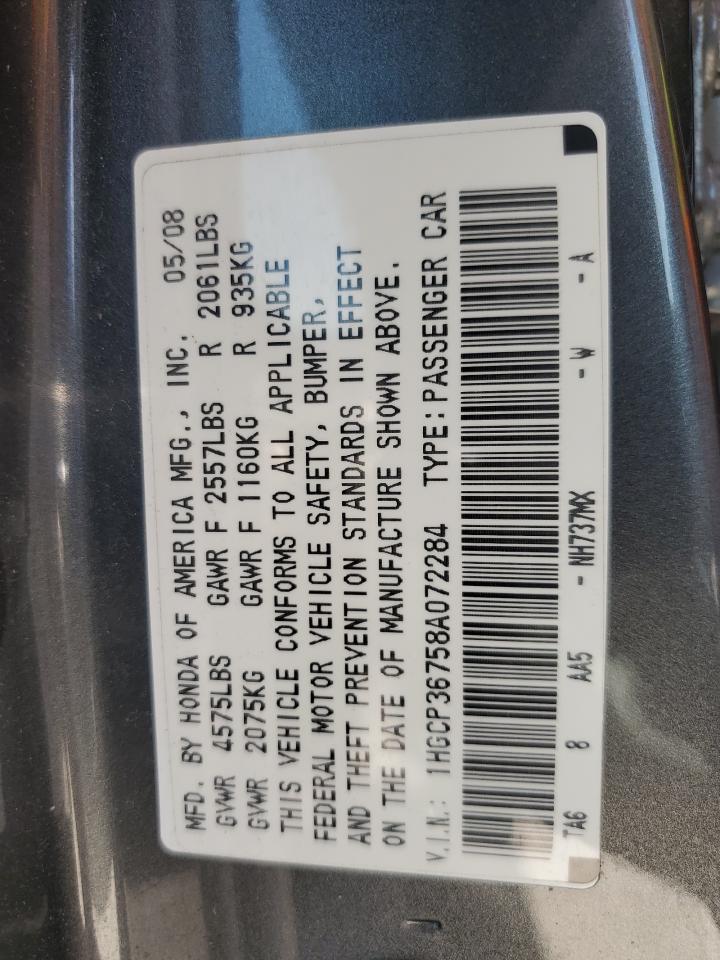 MFD. BY HONDA OF AMERICA MFG., INC. 05/08
GVWR 4575LBS GAWR F 2557LBS R 2061LBS
GVWR 2075KG GAWR F 1160KG R 935KG
THIS VEHICLE CONFORMS TO ALL APPLICABLE
FEDERAL MOTOR VEHICLE SAFETY, BUMPER,
AND THEFT PREVENTION STANDARDS IN EFFECT
ON THE DATE OF MANUFACTURE SHOWN ABOVE.
V.I.N.: 1HGCP36758A072284 TYPE:PASSENGER CAR
TA6 8 AA5 - NH737MX - W - A